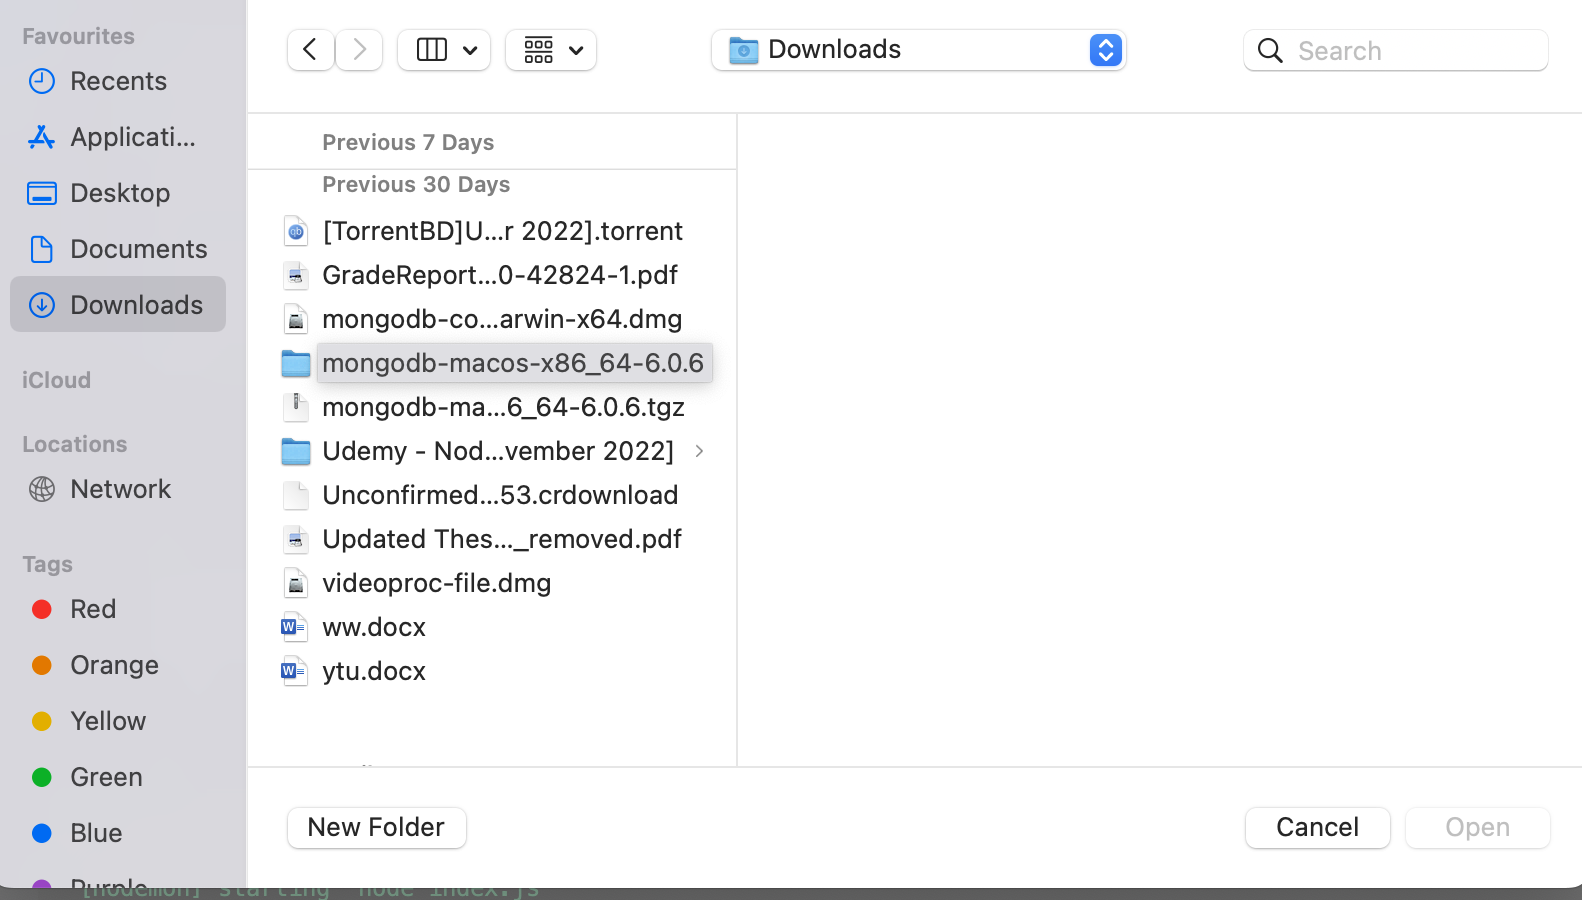 Favourites
Recents
Applicati...
Desktop
Documents
Downloads
iCloud
Locations
Network
Tags
Red
Orange
Yellow
Green
Blue
Purple
Downloads
Search
Previous 7 Days
Previous 30 Days
[TorrentBD]U...r 2022].torrent
GradeReport...0-42824-1.pdf
mongodb-co...arwin-x64.dmg
mongodb-macos-x86_64-6.0.6
mongodb-ma...6_64-6.0.6.tgz
Udemy - Nod...vember 2022]
Unconfirmed...53.crdownload
Updated Thes..._removed.pdf
videoproc-file.dmg
ww.docx
ytu.docx
New Folder
Cancel
Open
[nodemon] starting `node index.js`